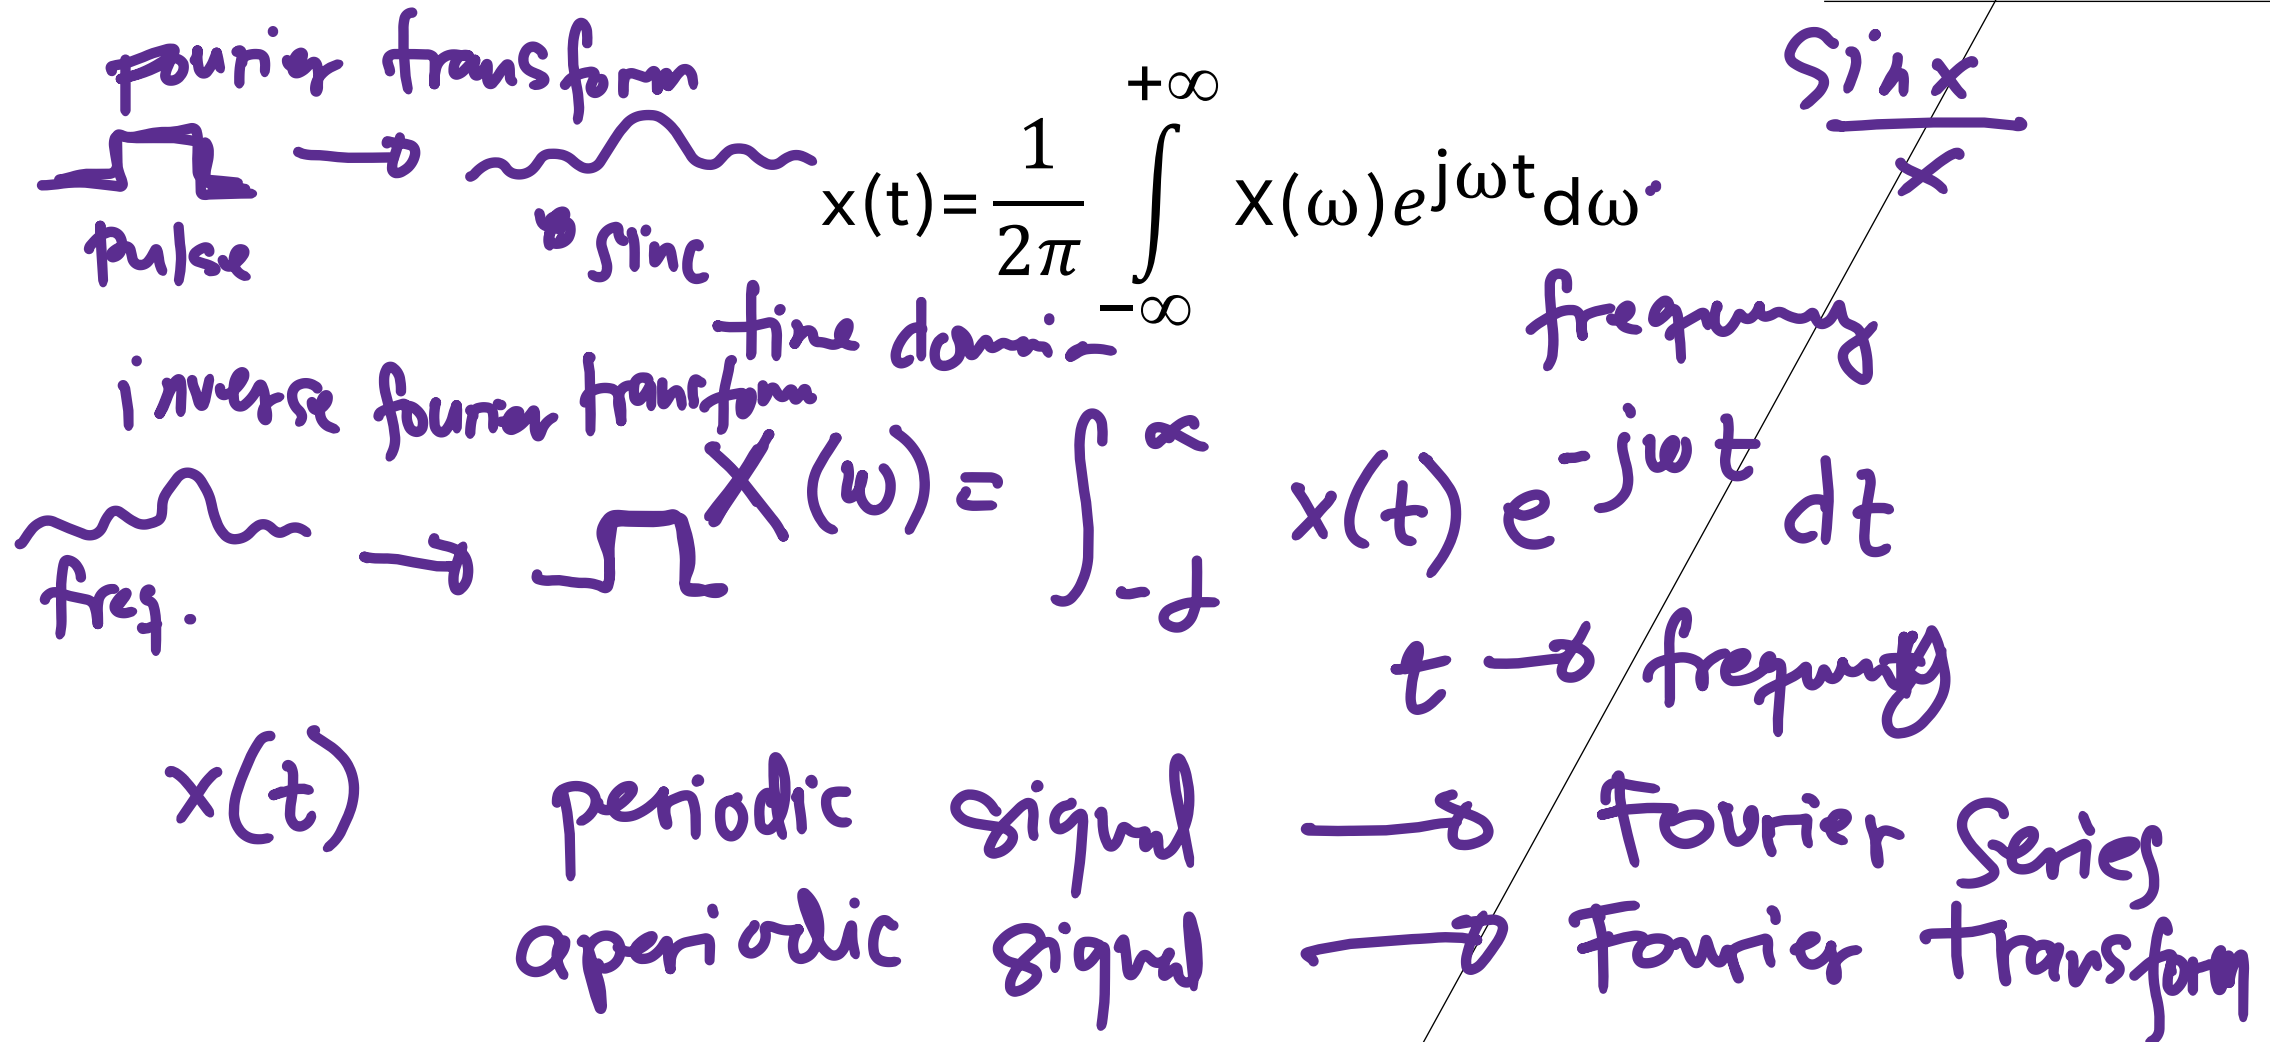 Fourier transform
pulse
sinc
x(t)= 1/2π ∫_{−∞}^{+∞} X(ω)e^{jωt}dω
sin x / x
time domain
frequency
inverse fourier transform
freq.
X(ω) = ∫_{-∞}^{∞} x(t) e^{-jωt} dt
t → frequency
x(t) periodic signal → Fourier Series
aperiodic signal → Fourier transform